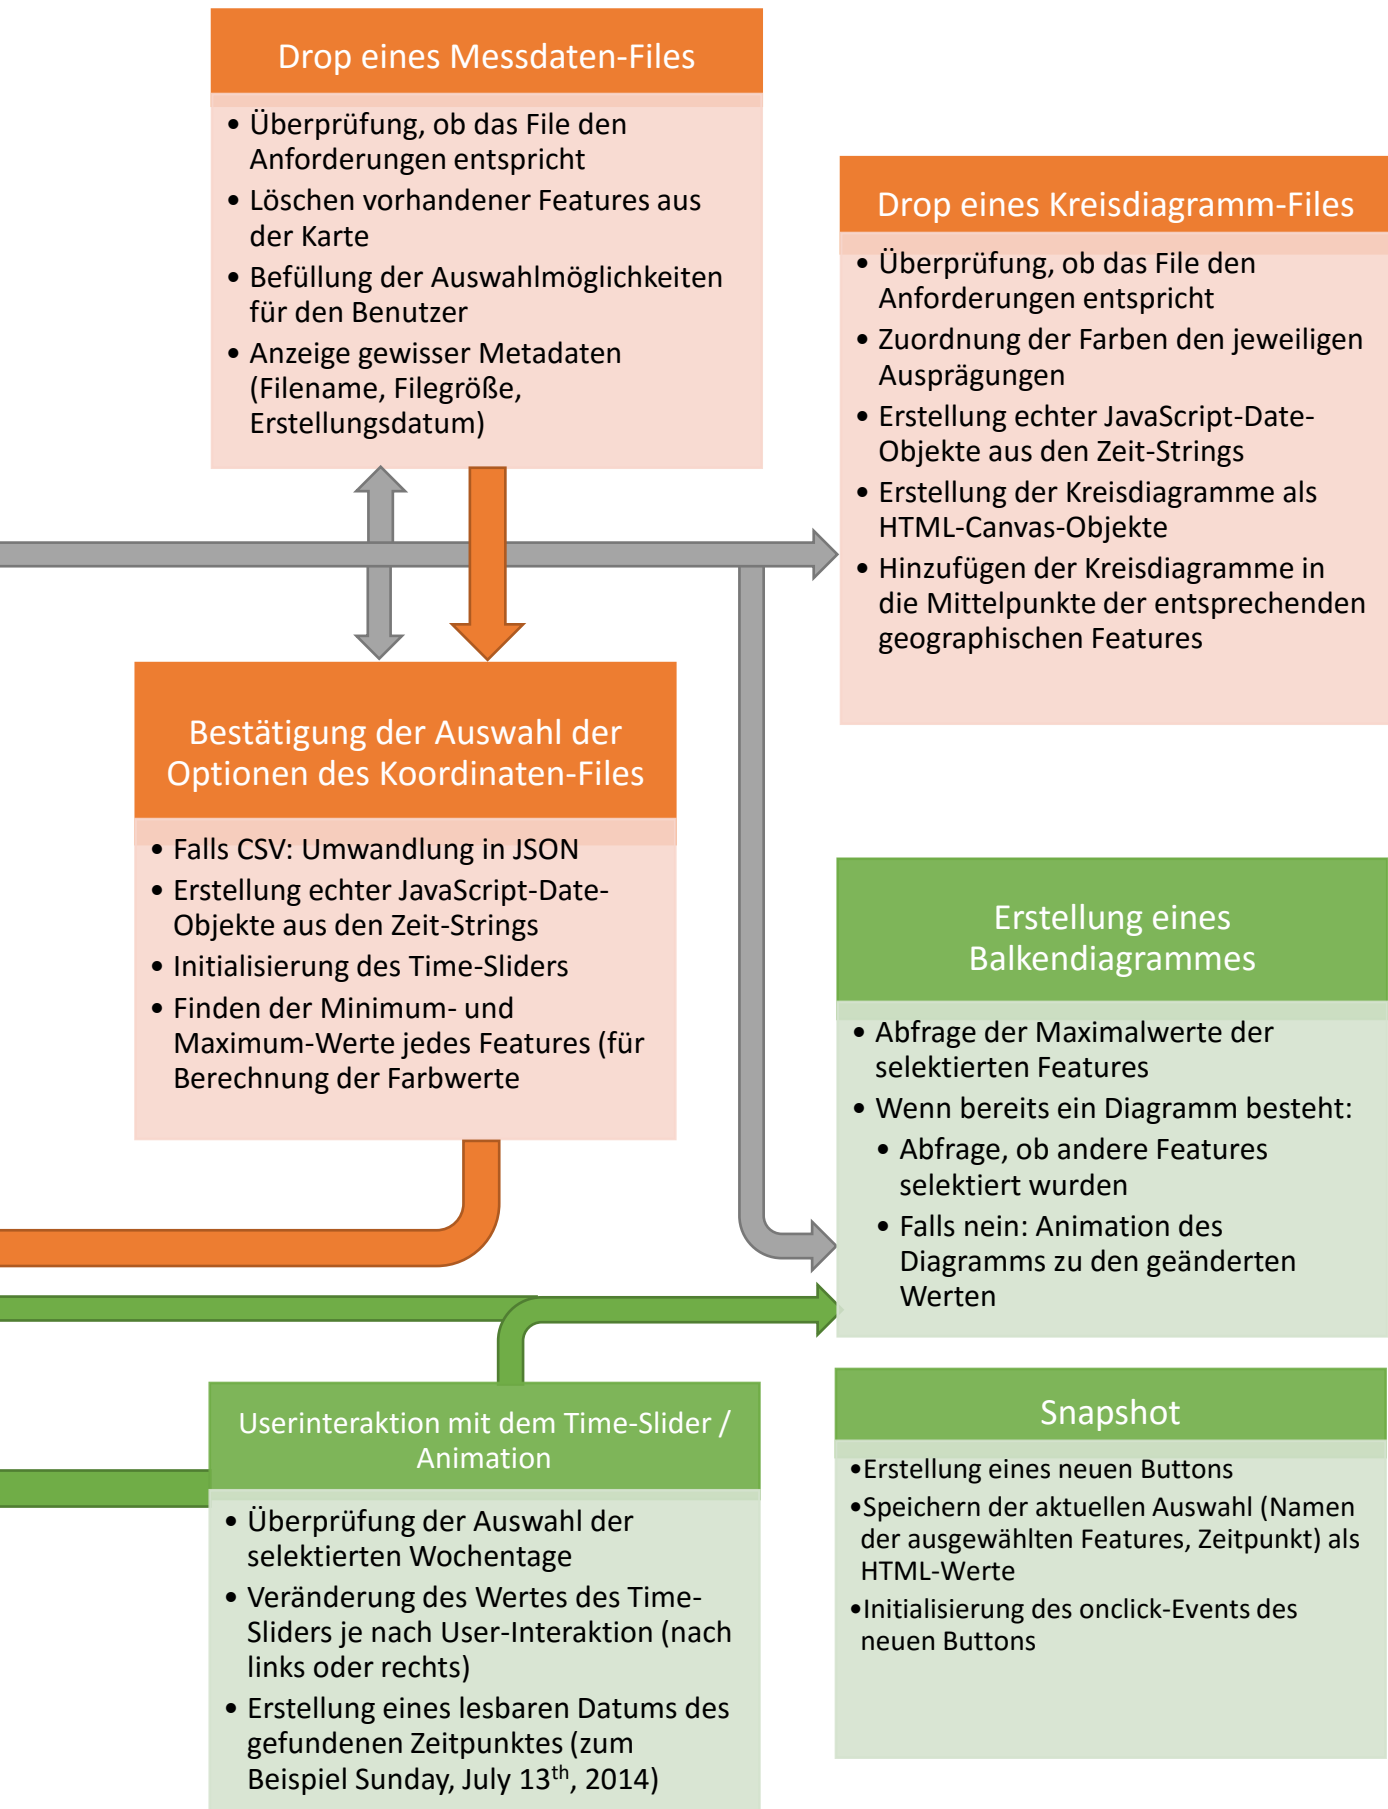 Drop eines Messdaten-Files
• Überprüfung, ob das File den
Anforderungen entspricht
• Löschen vorhandener Features aus
der Karte
• Befüllung der Auswahlmöglichkeiten
für den Benutzer
• Anzeige gewisser Metadaten
(Filename, Filegröße,
Erstellungsdatum)
Drop eines Kreisdiagramm-Files
• Überprüfung, ob das File den
Anforderungen entspricht
• Zuordnung der Farben den jeweiligen
Ausprägungen
• Erstellung echter JavaScript-Date-
Objekte aus den Zeit-Strings
• Erstellung der Kreisdiagramme als
HTML-Canvas-Objekte
• Hinzufügen der Kreisdiagramme in
die Mittelpunkte der entsprechenden
geographischen Features
Bestätigung der Auswahl der
Optionen des Koordinaten-Files
• Falls CSV: Umwandlung in JSON
• Erstellung echter JavaScript-Date-
Objekte aus den Zeit-Strings
• Initialisierung des Time-Sliders
• Finden der Minimum- und
Maximum-Werte jedes Features (für
Berechnung der Farbwerte
Erstellung eines
Balkendiagrammes
• Abfrage der Maximalwerte der
selektierten Features
• Wenn bereits ein Diagramm besteht:
• Abfrage, ob andere Features
selektiert wurden
• Falls nein: Animation des
Diagramms zu den geänderten
Werten
Userinteraktion mit dem Time-Slider /
Animation
• Überprüfung der Auswahl der
selektierten Wochentage
• Veränderung des Wertes des Time-
Sliders je nach User-Interaktion (nach
links oder rechts)
• Erstellung eines lesbaren Datums des
gefundenen Zeitpunktes (zum
Beispiel Sunday, July 13th, 2014)
Snapshot
•Erstellung eines neuen Buttons
•Speichern der aktuellen Auswahl (Namen
der ausgewählten Features, Zeitpunkt) als
HTML-Werte
•Initialisierung des onclick-Events des
neuen Buttons